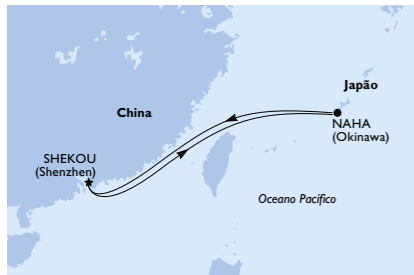 Japão
China
NAHA
(Okinawa)
SHEKOU
(Shenzhen)
Oceano Pacífico